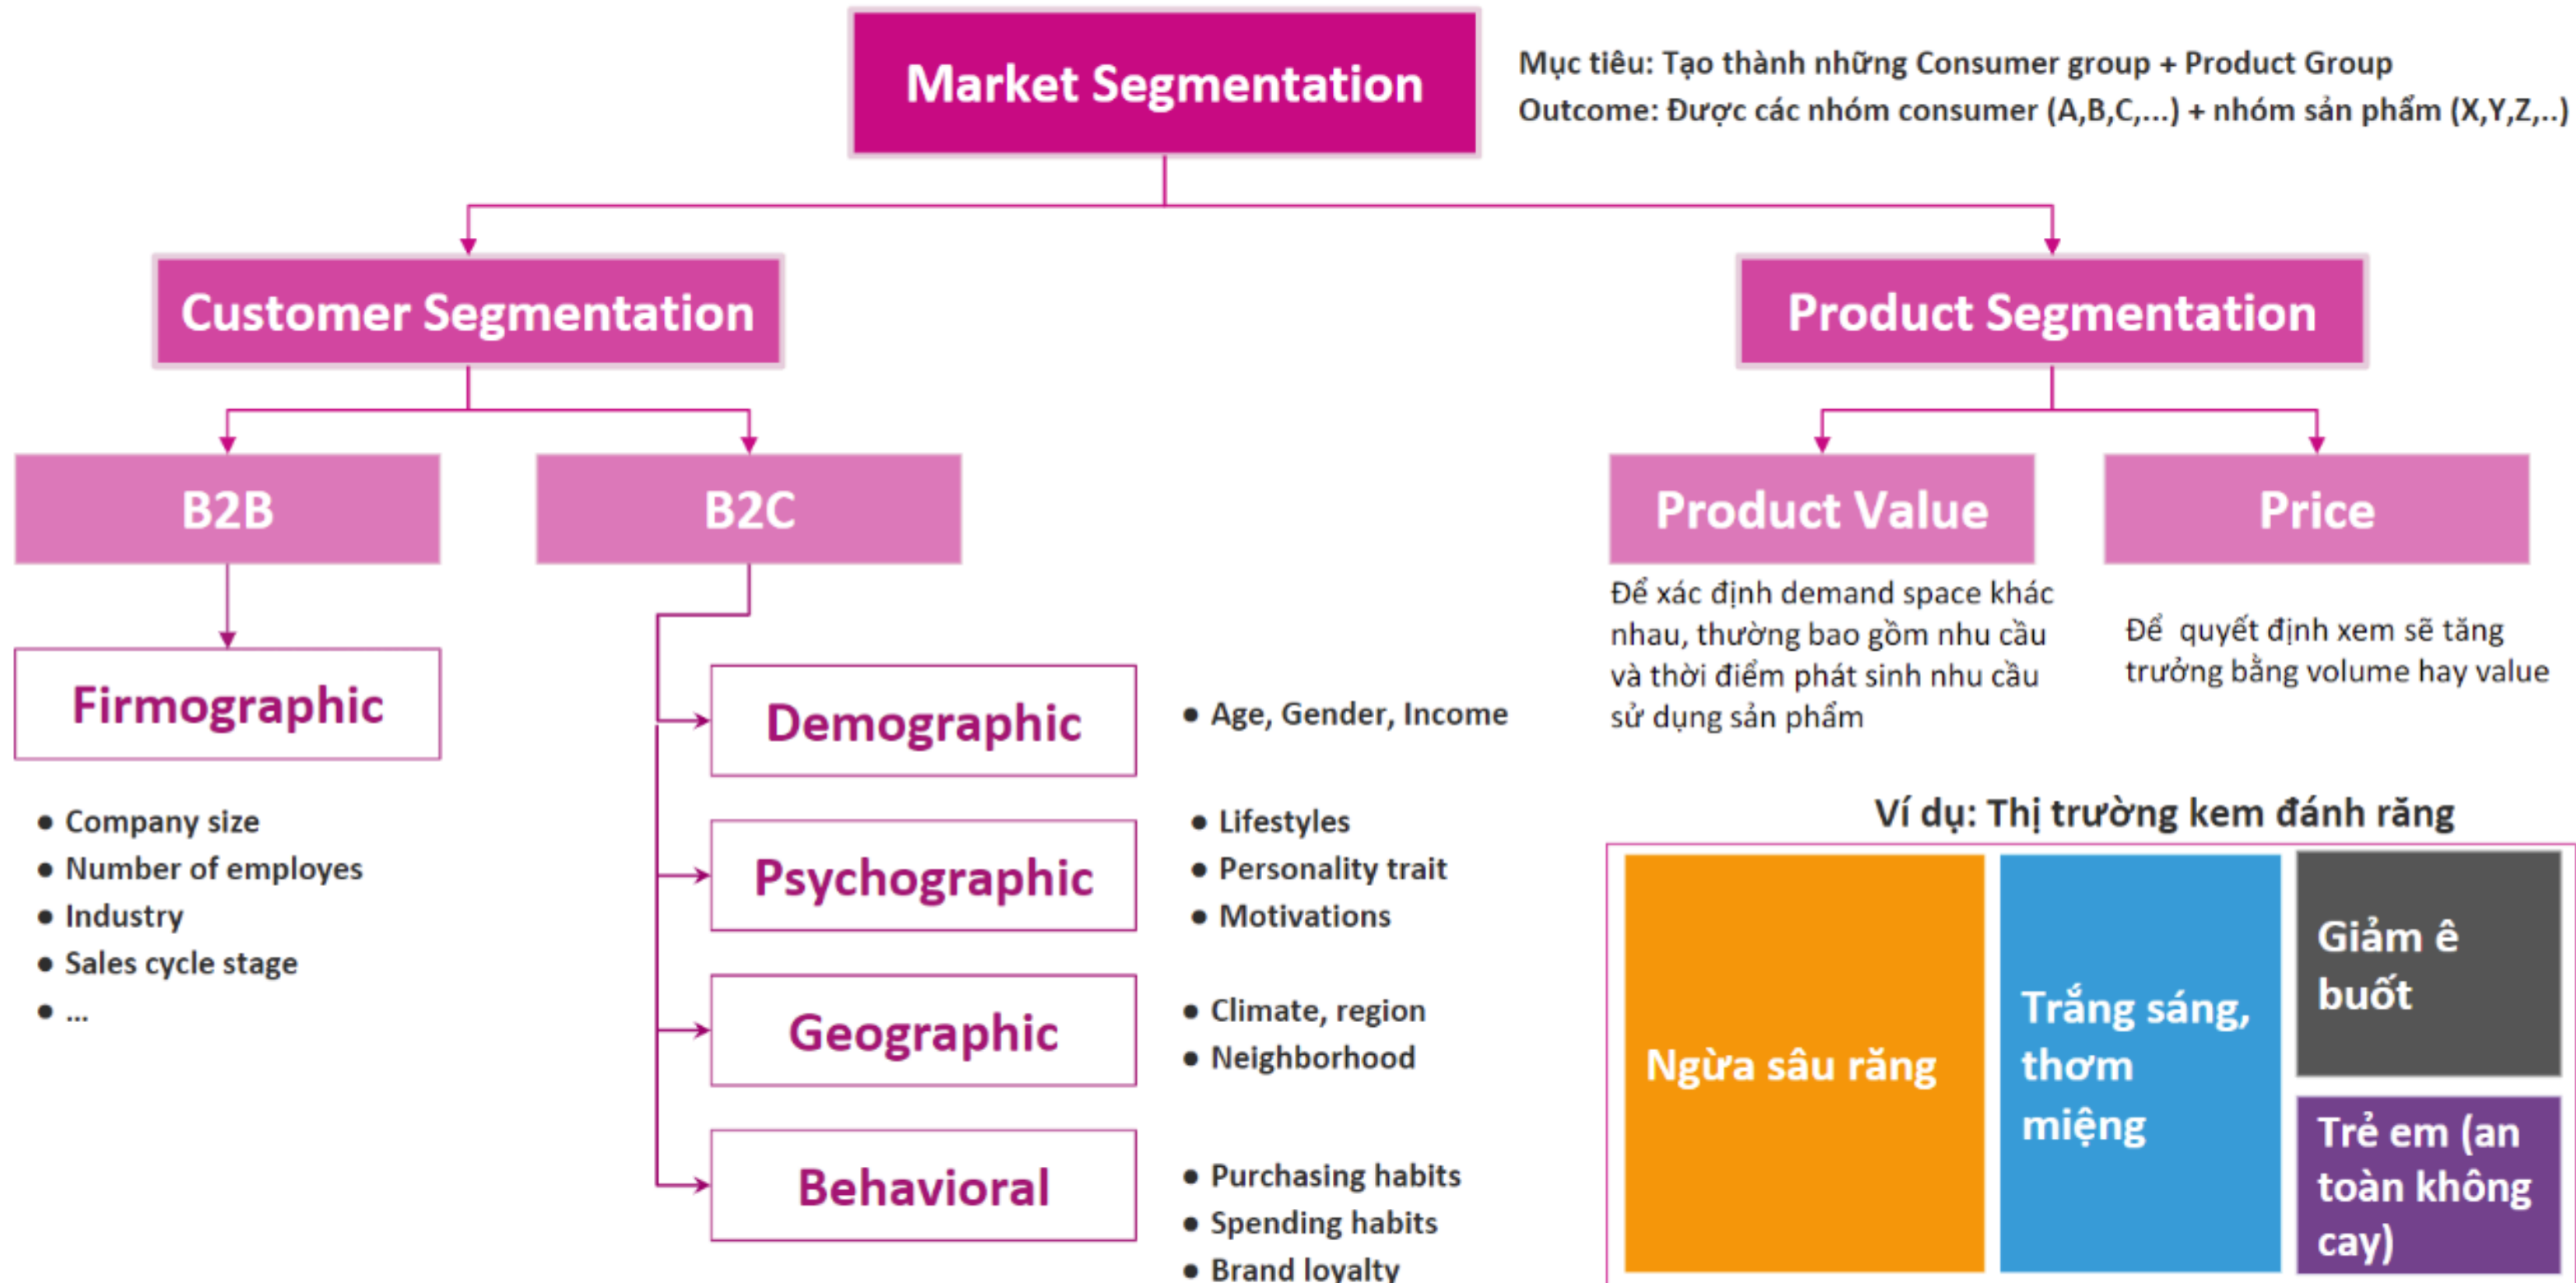 Market Segmentation
Mục tiêu: Tạo thành những Consumer group + Product Group
Outcome: Được các nhóm consumer (A,B,C,...) + nhóm sản phẩm (X,Y,Z,..)
Customer Segmentation
Product Segmentation
B2B
B2C
Product Value
Price
Để xác định demand space khác
nhau, thường bao gồm nhu cầu
và thời điểm phát sinh nhu cầu
sử dụng sản phẩm
Để quyết định xem sẽ tăng
trưởng bằng volume hay value
Firmographic
● Company size
● Number of employes
● Industry
● Sales cycle stage
● ...
Demographic
● Age, Gender, Income
Psychographic
● Lifestyles
● Personality trait
● Motivations
Geographic
● Climate, region
● Neighborhood
Behavioral
● Purchasing habits
● Spending habits
● Brand loyalty
Ví dụ: Thị trường kem đánh răng
Ngừa sâu răng
Trắng sáng,
thơm
miệng
Giảm ê
buốt
Trẻ em (an
toàn không
cay)